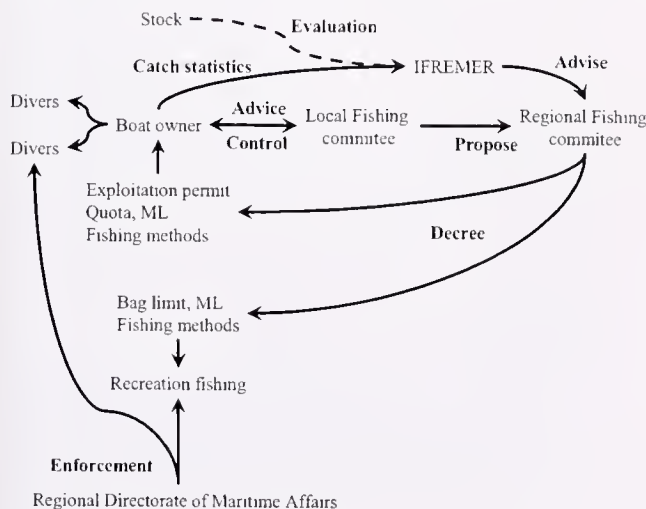 Stock
Evaluation
Catch statistics
IFREMER
Advise
Divers
Divers
Boat owner
Advice
Control
Local Fishing
commitee
Propose
Regional Fishing
commitee
Exploitation permit
Quota, ML
Fishing methods
Decree
Bag limit, ML
Fishing methods
Recreation fishing
Enforcement
Regional Directorate of Maritime Affairs